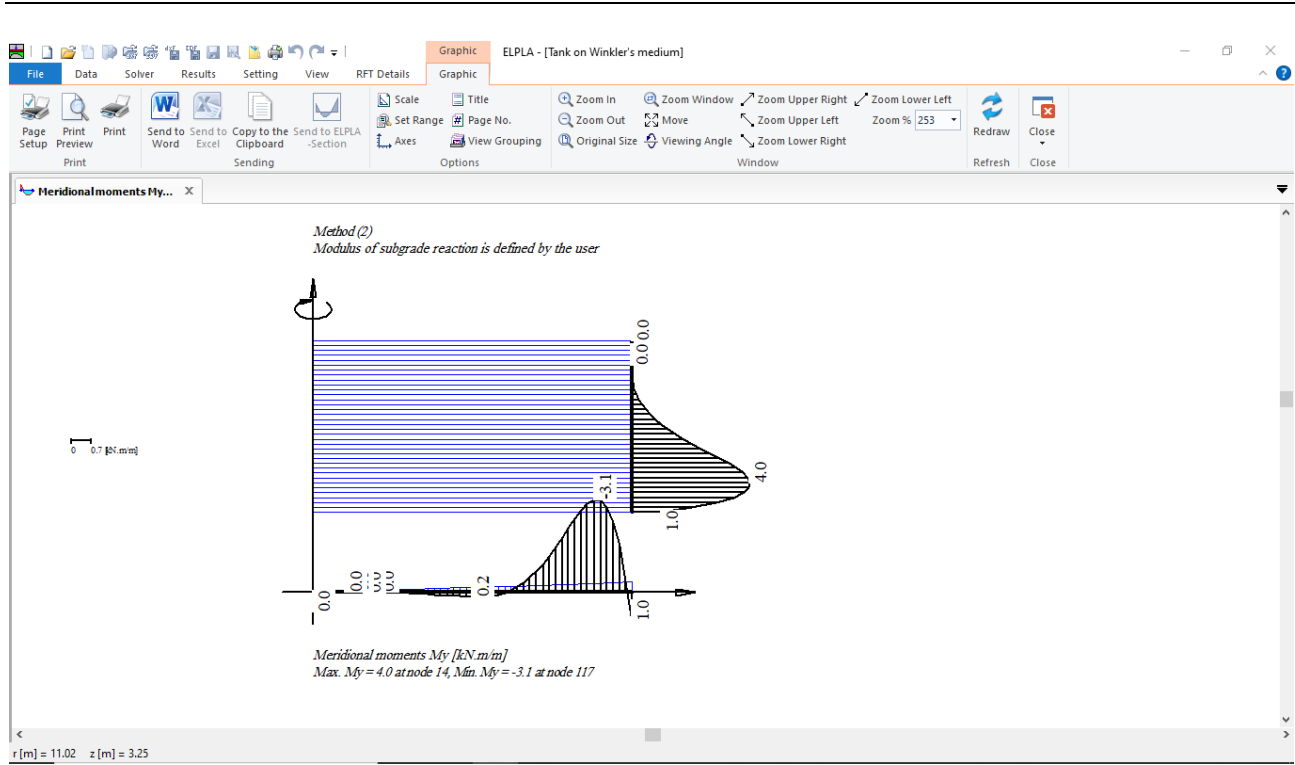 Graphic ELPLA - [Tank on Winkler's medium]
File Data Solver Results Setting View RFT Details Graphic
Scale Title Zoom In Zoom Window Zoom Upper Right Zoom Lower Left
Page Setup Print Preview Print Send to Word Send to Excel Copy to the Clipboard Send to ELPLA -Section Set Range Page No. Zoom Out Move Zoom Upper Left Zoom % 253 Redraw Close
Axes View Grouping Original Size Viewing Angle Zoom Lower Right
Print Sending Options Window Refresh Close
Meridional moments My... X
Method (2)
Modulus of subgrade reaction is defined by the user
0.0 0.0
0 0.7 [kN.m/m]
4.0
-3.1
1.0
0.0
0.0
0.0
0.0
0.2
1.0
Meridional moments My [kN.m/m]
Max. My = 4.0 at node 14, Min. My = -3.1 at node 117
r [m] = 11.02 z [m] = 3.25